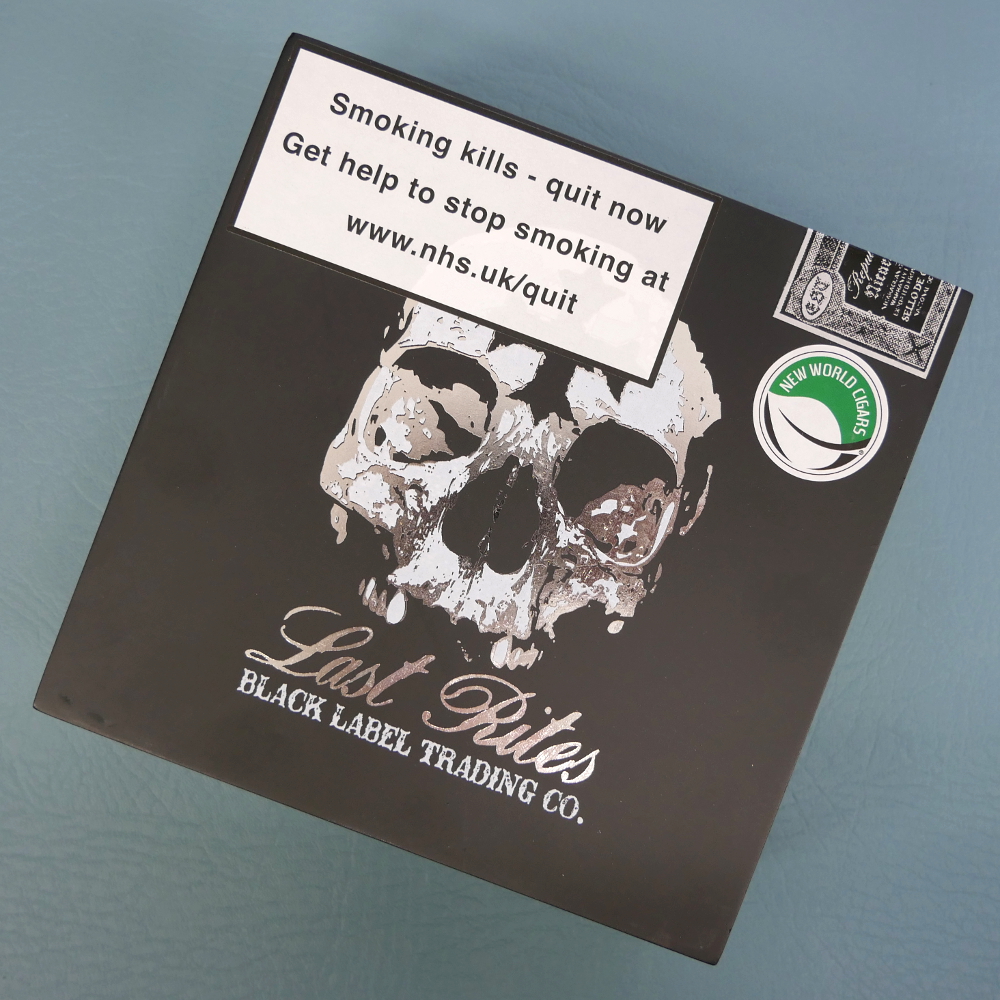 Smoking kills - quit now
Get help to stop smoking at
www.nhs.uk/quit
NEW WORLD CIGARS
Last Rites
BLACK LABEL TRADING CO.